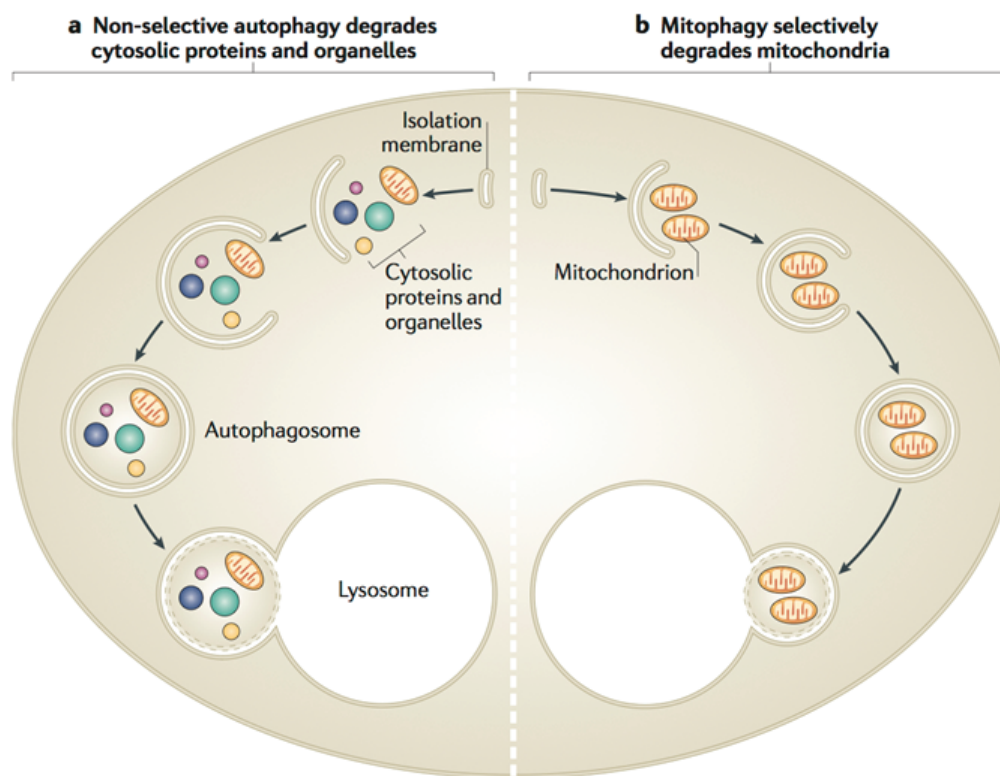 a Non-selective autophagy degrades
cytosolic proteins and organelles
b Mitophagy selectively
degrades mitochondria
Isolation
membrane
Cytosolic
proteins and
organelles
Mitochondrion
Autophagosome
Lysosome